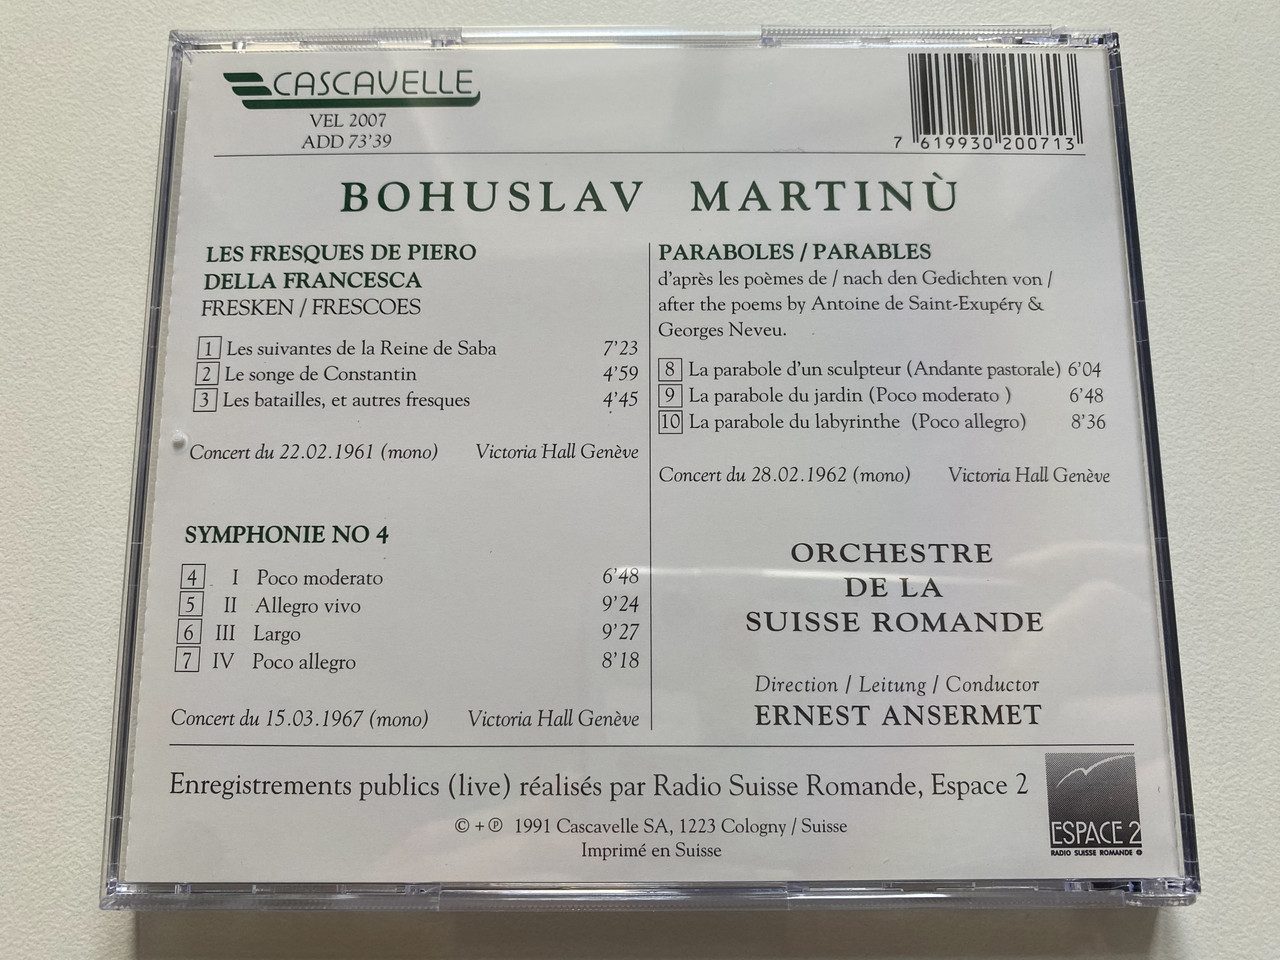 CASCAVELLE
VEL 2007
ADD 73'39
7 619930 200713
BOHUSLAV MARTINÙ
LES FRESQUES DE PIERO
DELLA FRANCESCA
FRESKEN / FRESCOES
1 Les suivantes de la Reine de Saba 7'23
2 Le songe de Constantin 4'59
3 Les batailles, et autres fresques 4'45
Concert du 22.02.1961 (mono) Victoria Hall Genève
SYMPHONIE NO 4
4 I Poco moderato 6'48
5 II Allegro vivo 9'24
6 III Largo 9'27
7 IV Poco allegro 8'18
Concert du 15.03.1967 (mono) Victoria Hall Genève
PARABOLES / PARABLES
d'après les poèmes de / nach den Gedichten von /
after the poems by Antoine de Saint-Exupéry &
Georges Neveu.
8 La parabole d'un sculpteur (Andante pastorale) 6'04
9 La parabole du jardin (Poco moderato ) 6'48
10 La parabole du labyrinthe (Poco allegro) 8'36
Concert du 28.02.1962 (mono) Victoria Hall Genève
ORCHESTRE
DE LA
SUISSE ROMANDE
Direction / Leitung / Conductor
ERNEST ANSERMET
Enregistrements publics (live) réalisés par Radio Suisse Romande, Espace 2
© + ℗ 1991 Cascavelle SA, 1223 Cologny / Suisse
Imprimé en Suisse
ESPACE 2
RADIO SUISSE ROMANDE